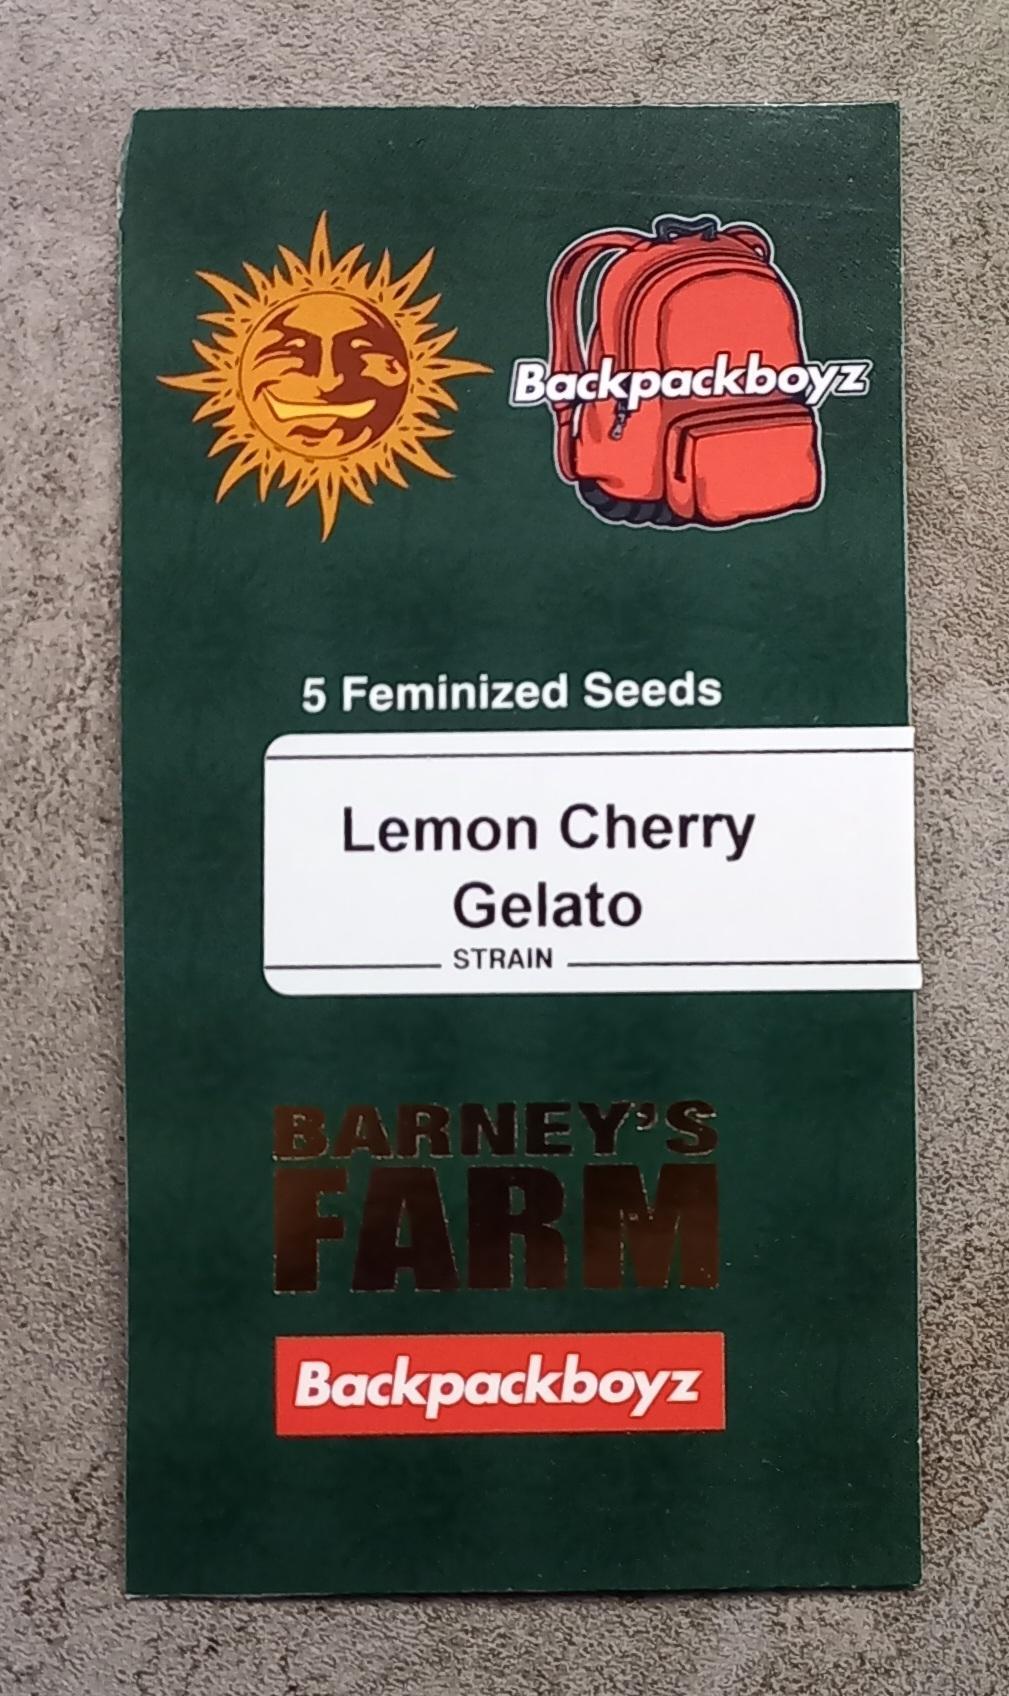 Backpackboyz
5 Feminized Seeds
Lemon Cherry
Gelato
STRAIN
BARNEY'S
FARM
Backpackboyz